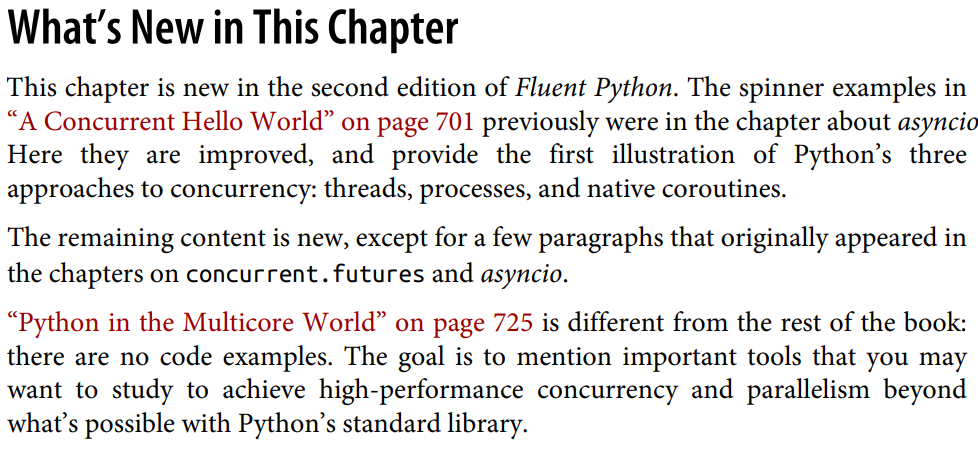 What’s New in This Chapter
This chapter is new in the second edition of Fluent Python. The spinner examples in
“A Concurrent Hello World” on page 701 previously were in the chapter about asyncio
Here they are improved, and provide the first illustration of Python’s three
approaches to concurrency: threads, processes, and native coroutines.
The remaining content is new, except for a few paragraphs that originally appeared in
the chapters on concurrent.futures and asyncio.
“Python in the Multicore World” on page 725 is different from the rest of the book:
there are no code examples. The goal is to mention important tools that you may
want to study to achieve high-performance concurrency and parallelism beyond
what’s possible with Python’s standard library.